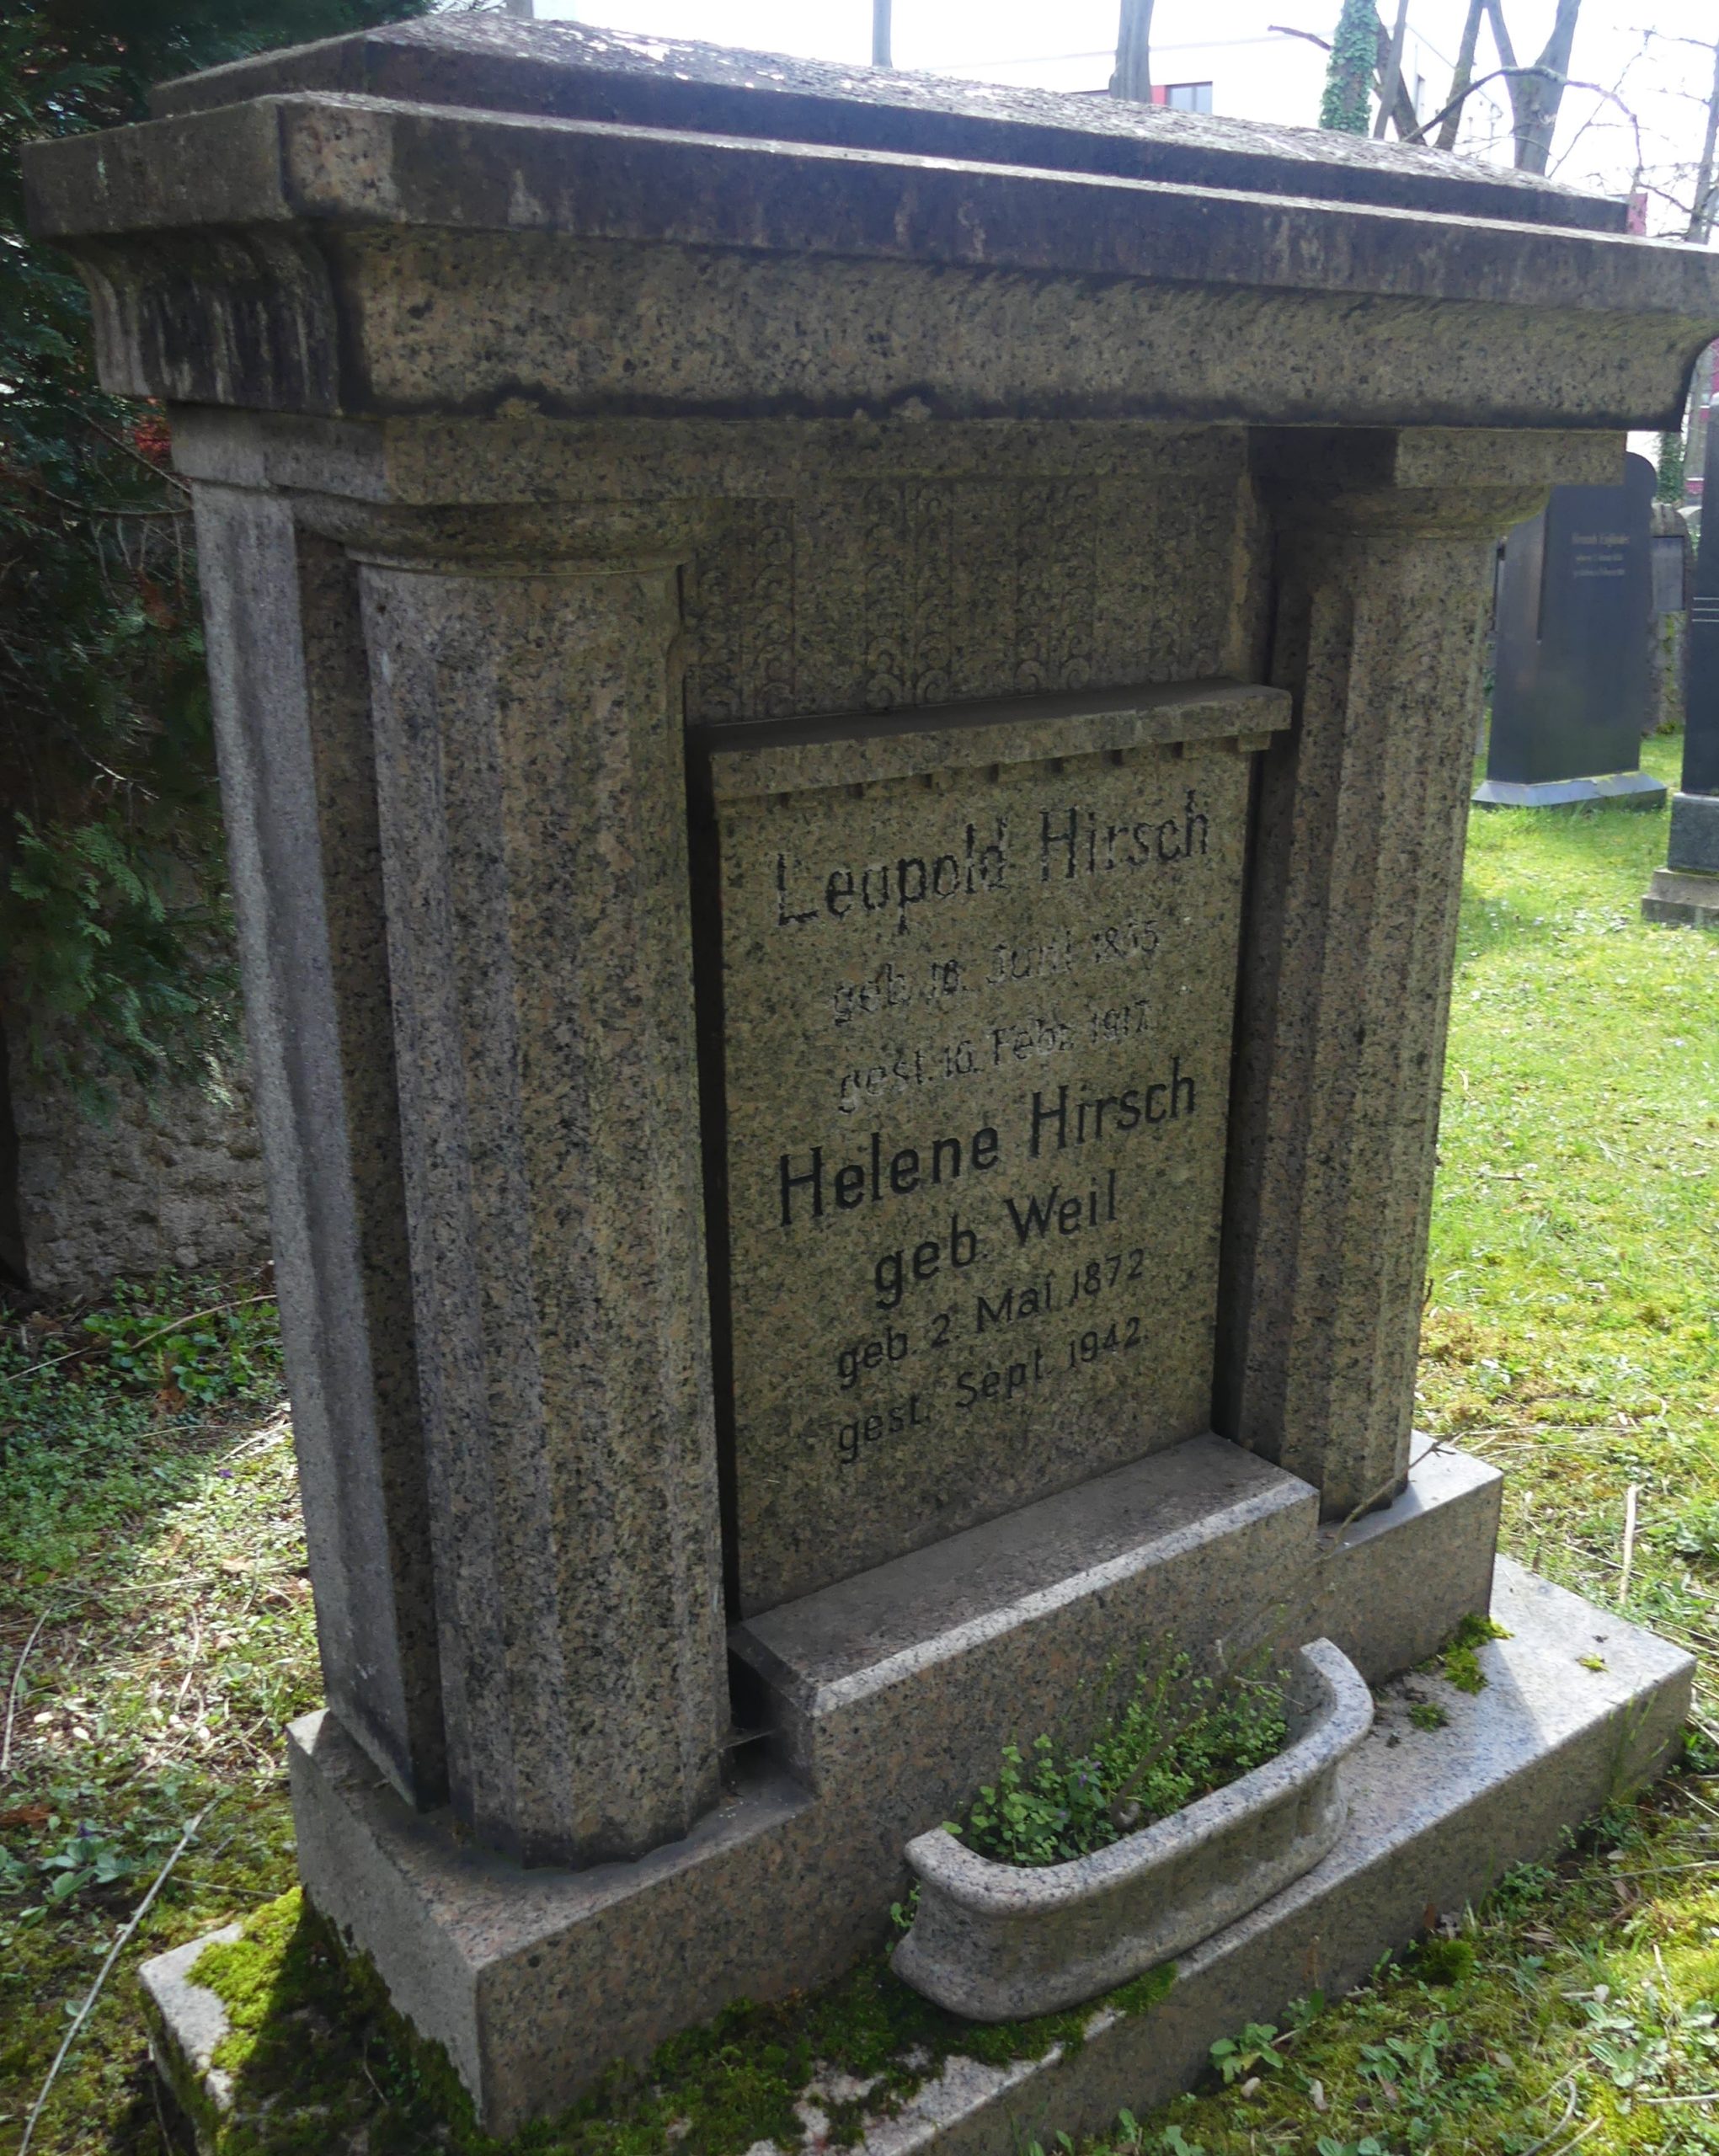 Leopold Hirsch
geb. 18. Juni
gest. 16. Febr. 1917.
Helene Hirsch
geb. Weil
geb. 2. Mai 1872
gest. Sept. 1942.